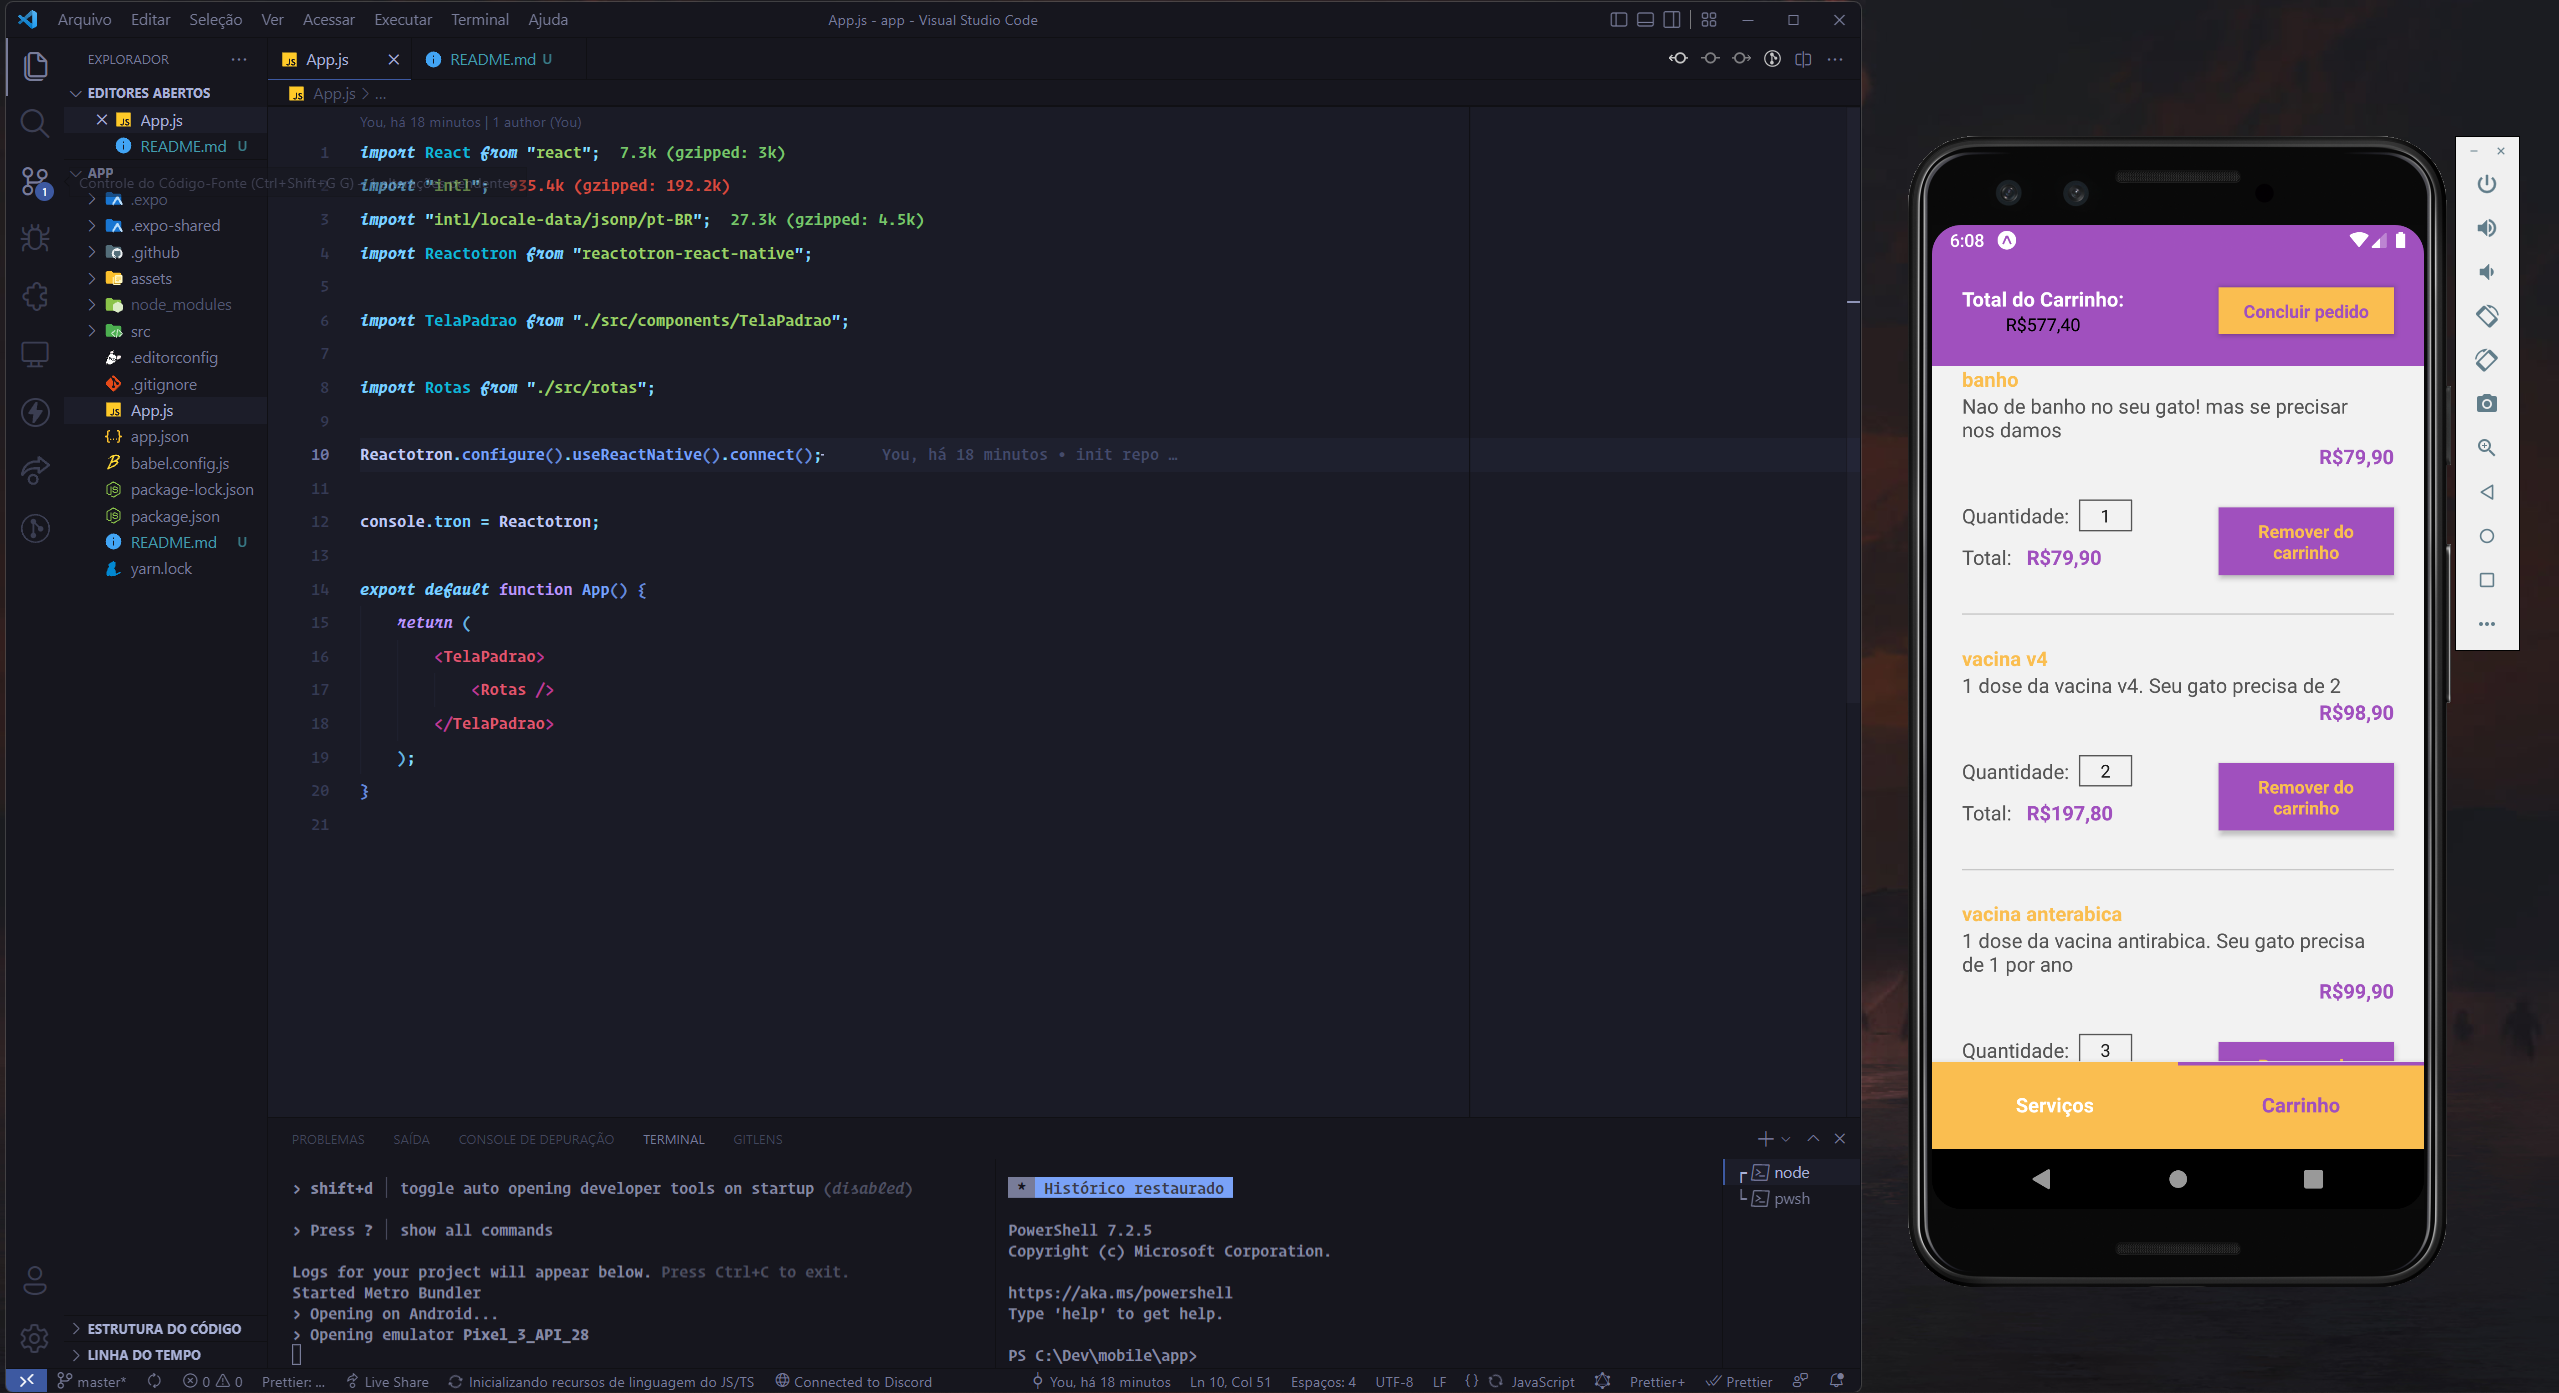 Arquivo Editar Seleção Ver Acessar Executar Terminal Ajuda
App.js - app - Visual Studio Code
EXPLORADOR
EDITORES ABERTOS
App.js
README.md U
APP
Controle do Código-Fonte (Ctrl+Shift+G G)
.expo
.expo-shared
.github
assets
node_modules
src
.editorconfig
.gitignore
App.js
app.json
babel.config.js
package-lock.json
package.json
README.md U
yarn.lock
ESTRUTURA DO CÓDIGO
LINHA DO TEMPO
1
App.js
README.md U
App.js > ...
You, há 18 minutos | 1 author (You)
1 import React from "react"; 7.3k (gzipped: 3k)
import "intl"; 935.4k (gzipped: 192.2k)
3 import "intl/locale-data/jsonp/pt-BR"; 27.3k (gzipped: 4.5k)
4 import Reactotron from "reactotron-react-native";
5
6 import TelaPadrao from "./src/components/TelaPadrao";
7
8 import Rotas from "./src/rotas";
9
10 Reactotron.configure().useReactNative().connect(); You, há 18 minutos • init repo …
11
12 console.tron = Reactotron;
13
14 export default function App() {
15 return (
16 <TelaPadrao>
17 <Rotas />
18 </TelaPadrao>
19 );
20 }
21
PROBLEMAS SAÍDA CONSOLE DE DEPURAÇÃO TERMINAL GITLENS
› shift+d │ toggle auto opening developer tools on startup (disabled)
› Press ? │ show all commands
Logs for your project will appear below. Press Ctrl+C to exit.
Started Metro Bundler
› Opening on Android...
› Opening emulator Pixel_3_API_28
* Histórico restaurado
PowerShell 7.2.5
Copyright (c) Microsoft Corporation.
https://aka.ms/powershell
Type 'help' to get help.
PS C:\Dev\mobile\app>
node
pwsh
master* 0 0 Prettier: ... Live Share Inicializando recursos de linguagem do JS/TS Connected to Discord
You, há 18 minutos Ln 10, Col 51 Espaços: 4 UTF-8 LF {} JavaScript Prettier+ Prettier
6:08
Total do Carrinho:
R$577,40
Concluir pedido
banho
Nao de banho no seu gato! mas se precisar
nos damos
R$79,90
Quantidade: 1
Total: R$79,90
Remover do
carrinho
vacina v4
1 dose da vacina v4. Seu gato precisa de 2
R$98,90
Quantidade: 2
Total: R$197,80
Remover do
carrinho
vacina anterabica
1 dose da vacina antirabica. Seu gato precisa
de 1 por ano
R$99,90
Quantidade: 3
Serviços
Carrinho